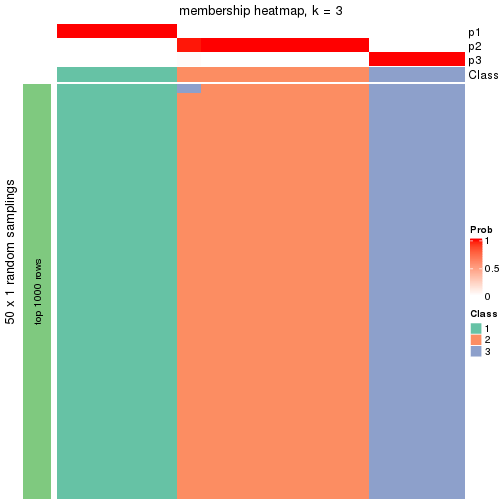 membership heatmap, k = 3
p1
p2
p3
Class
50 x 1 random samplings
top 1000 rows
Prob
1
0.5
0
Class
1
2
3